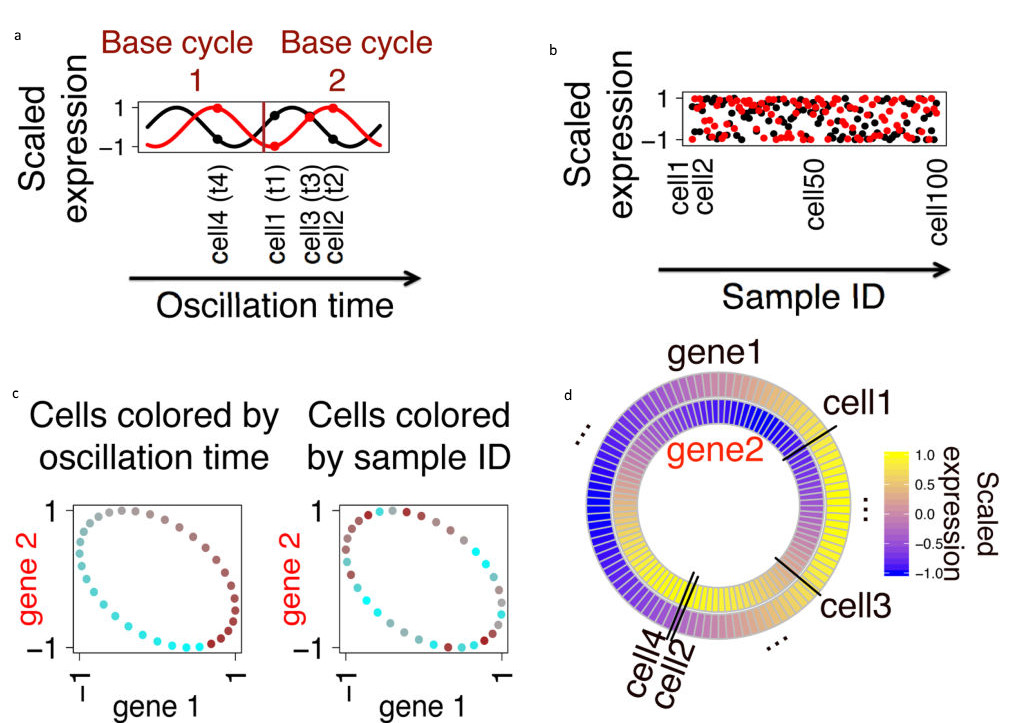 a
Base cycle
1
Base cycle
2
Scaled
expression
1
−1
cell4 (t4)
cell1 (t1)
cell3 (t3)
cell2 (t2)
Oscillation time
b
Scaled
expression
1
−1
cell1
cell2
cell50
cell100
Sample ID
c
Cells colored by
oscillation time
gene 2
1
−1
−1
1
gene 1
Cells colored
by sample ID
gene 2
1
−1
−1
1
gene 1
d
gene1
gene2
cell1
...
cell3
...
cell2
cell4
...
1.0
0.5
0.0
−0.5
−1.0
Scaled
expression